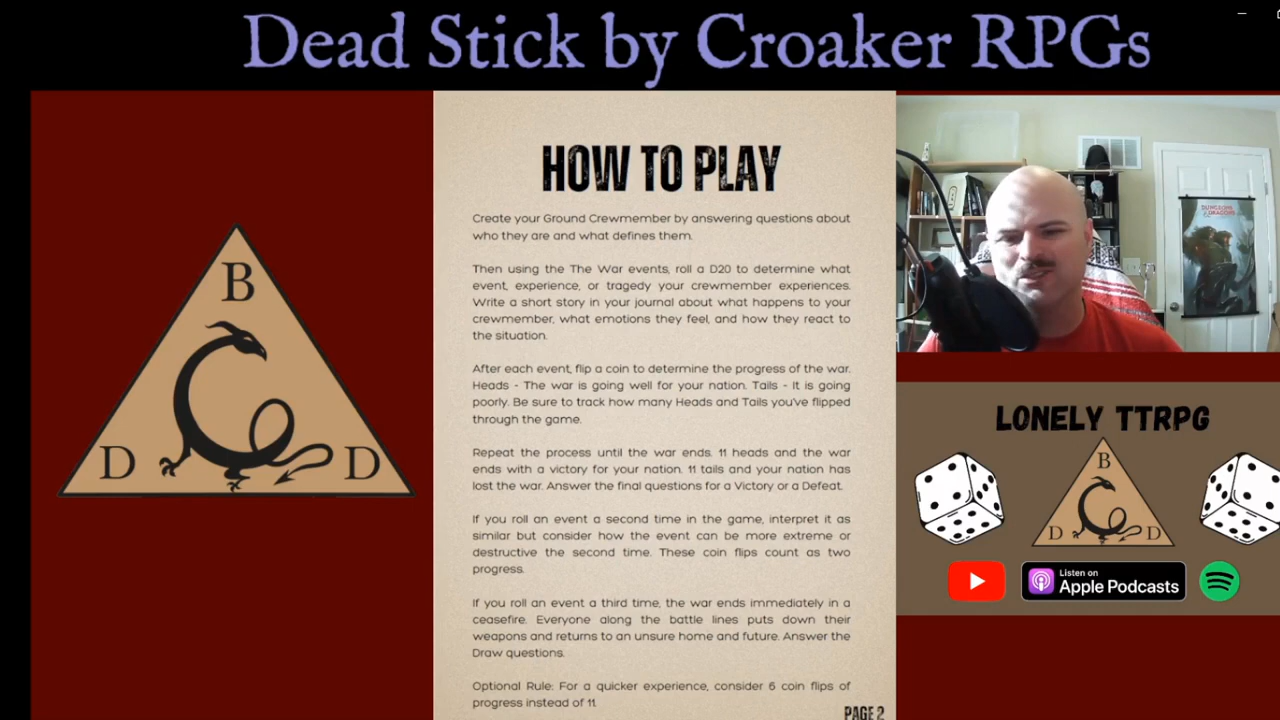 Dead Stick by Croaker RPGs
B
D
D
HOW TO PLAY
Create your Ground Crewmember by answering questions about
who they are and what defines them.
Then using the The War events, roll a D20 to determine what
event, experience, or tragedy your crewmember experiences.
Write a short story in your journal about what happens to your
crewmember, what emotions they feel, and how they react to
the situation.
After each event, flip a coin to determine the progress of the war.
Heads - The war is going well for your nation. Tails - It is going
poorly. Be sure to track how many Heads and Tails you've flipped
through the game.
Repeat the process until the war ends. 11 heads and the war
ends with a victory for your nation. 11 tails and your nation has
lost the war. Answer the final questions for a Victory or a Defeat.
If you roll an event a second time in the game, interpret it as
similar but consider how the event can be more extreme or
destructive the second time. These coin flips count as two
progress.
If you roll an event a third time, the war ends immediately in a
ceasefire. Everyone along the battle lines puts down their
weapons and returns to an unsure home and future. Answer the
Draw questions.
Optional Rule: For a quicker experience, consider 6 coin flips of
progress instead of 11.
PAGE 2
DUNGEONS
& DRAGONS
LONELY TTRPG
B
D
D
Listen on
Apple Podcasts